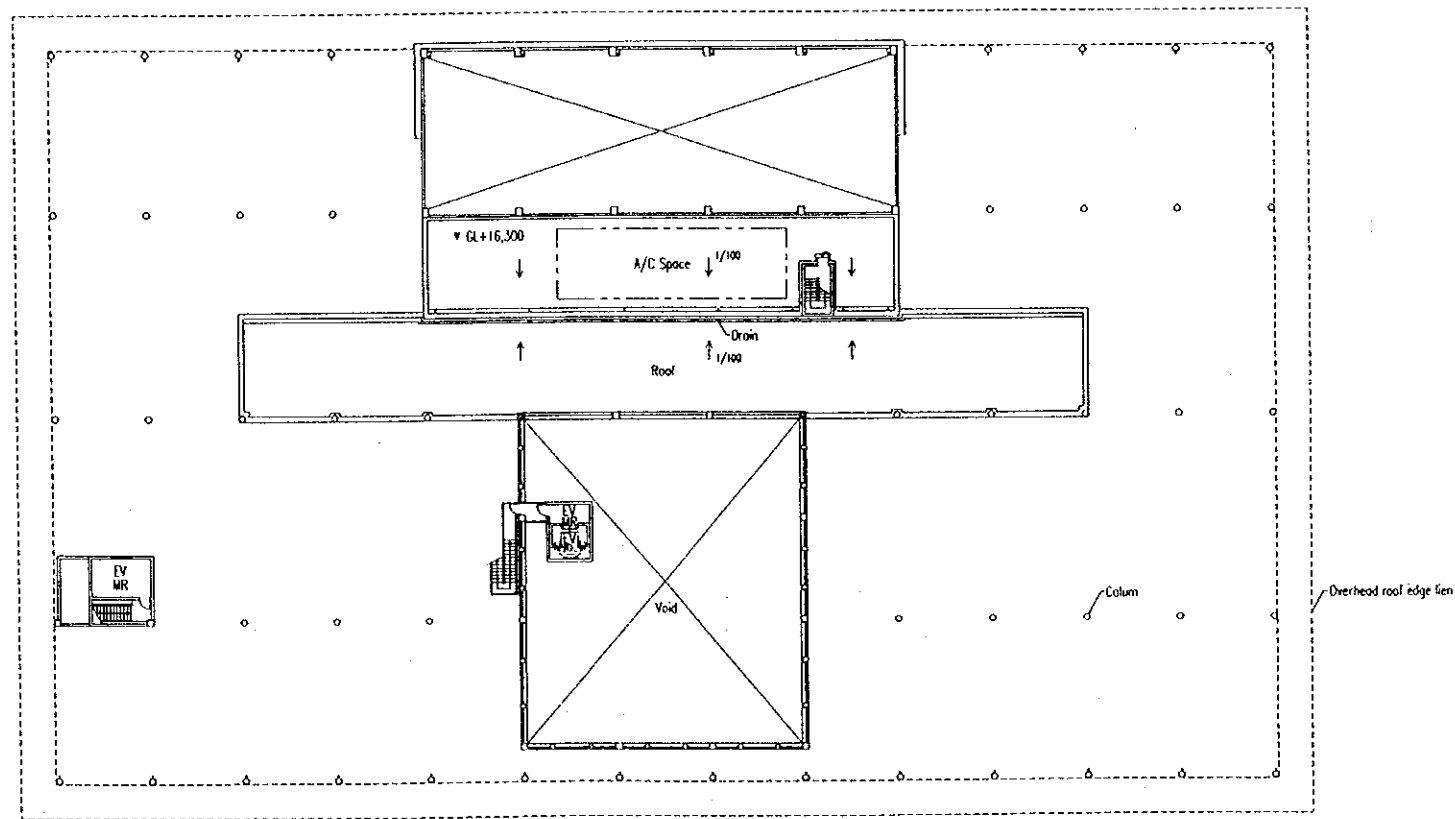 ▼ GL+16,300
A/C Space
1/100
Drain
1/100
Roof
EV
MR
EV
EV
MR
Void
Colum
Overhead roof edge lien